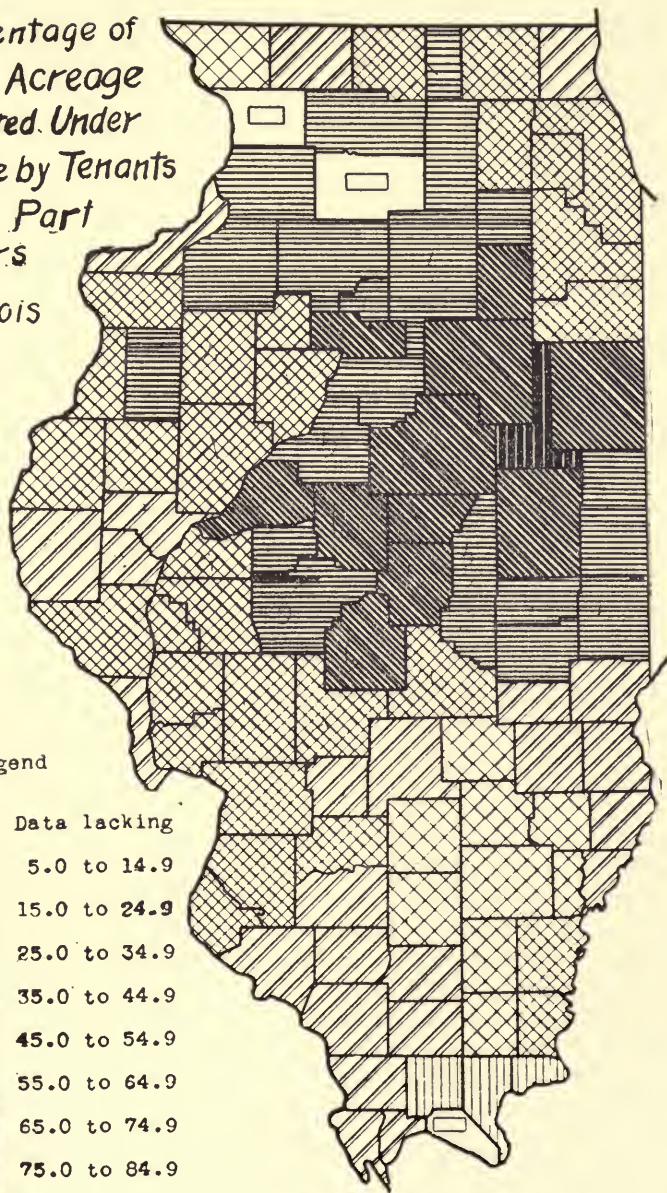 entage of
Acreage
red Under
e by Tenants
Part
rs
ois
gend
Data lacking
5.0 to 14.9
15.0 to 24.9
25.0 to 34.9
35.0 to 44.9
45.0 to 54.9
55.0 to 64.9
65.0 to 74.9
75.0 to 84.9